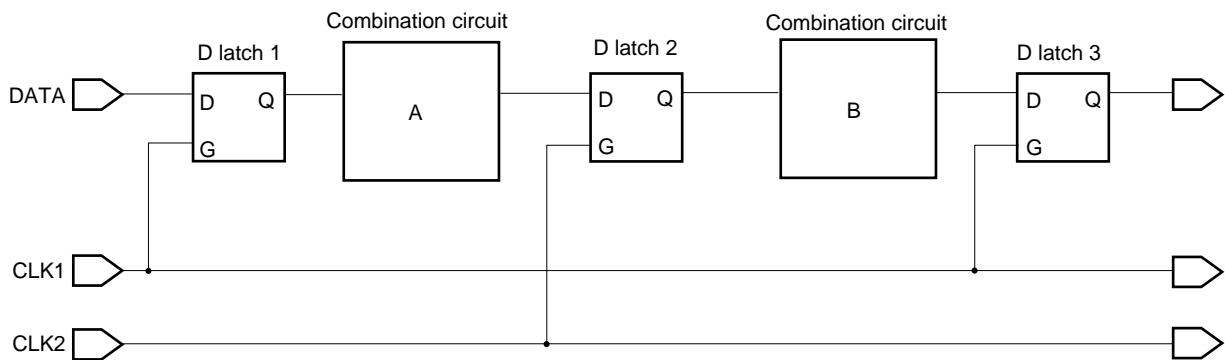 Combination circuit
Combination circuit
D latch 1
D latch 2
D latch 3
DATA
D
Q
G
A
D
Q
G
B
D
Q
G
CLK1
CLK2